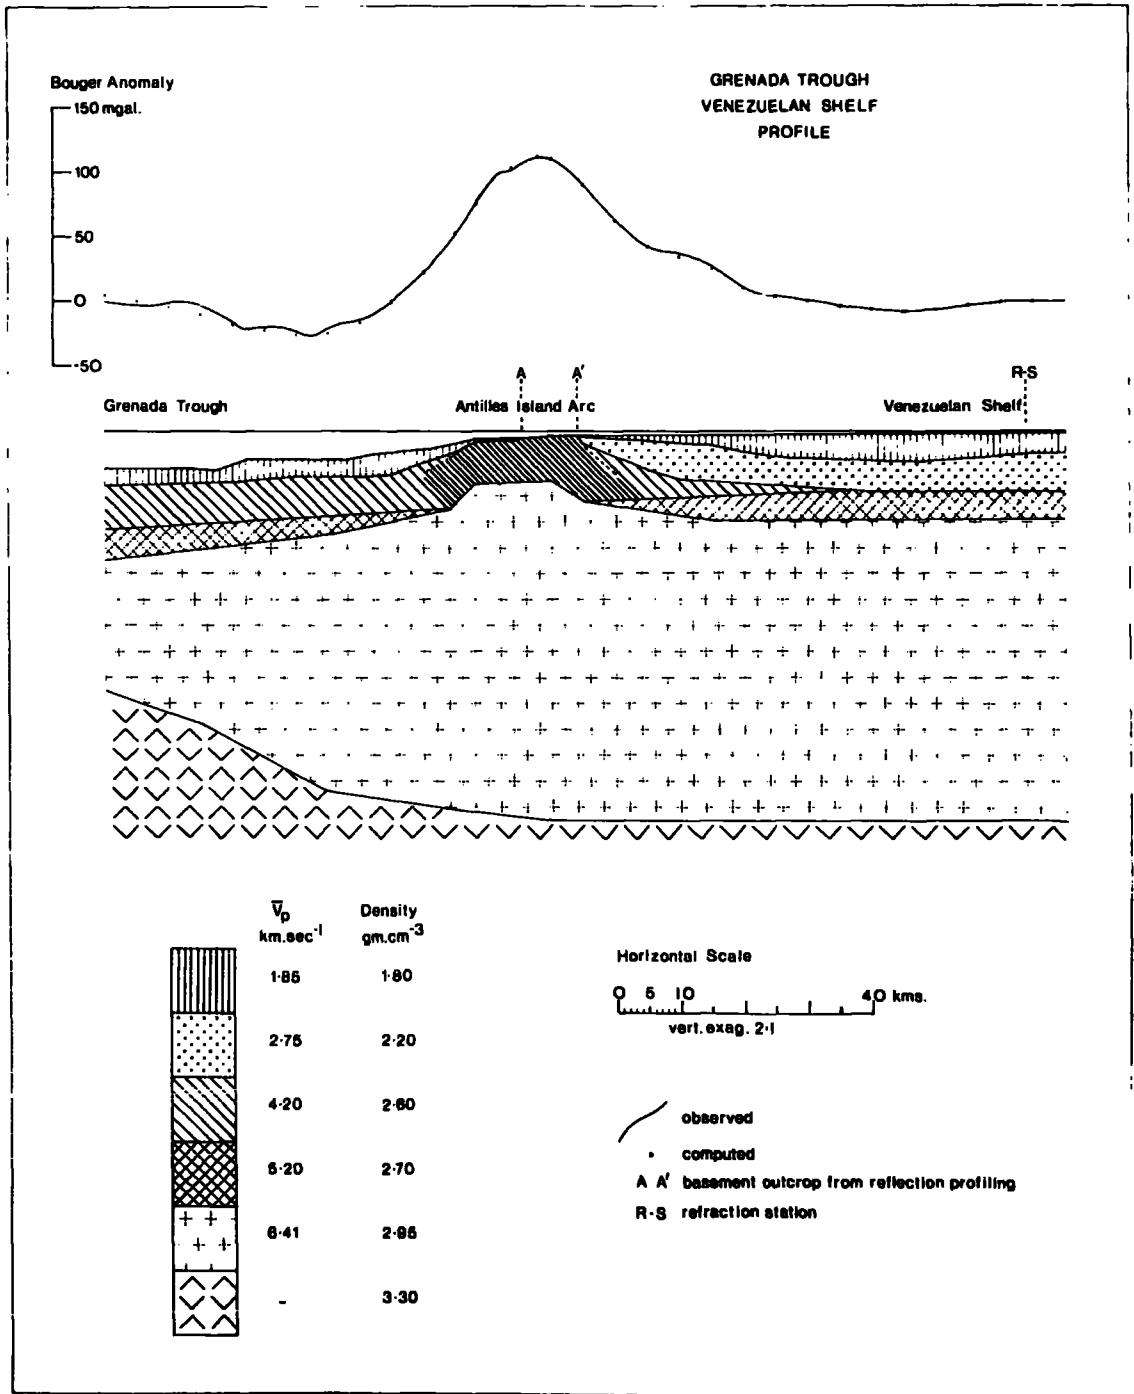 Bouger Anomaly
150 mgal.
100
50
0
-50
GRENADA TROUGH
VENEZUELAN SHELF
PROFILE
A A' R-S
Grenada Trough Antilles Island Arc Venezuelan Shelf
V̅p Density
km.sec⁻¹ gm.cm⁻³
1·85 1·80
2·75 2·20
4·20 2·60
5·20 2·70
6·41 2·95
- 3·30
Horizontal Scale
0 5 10 40 kms.
vert. exag. 2·1
observed
computed
A A' basement outcrop from reflection profiling
R-S refraction station